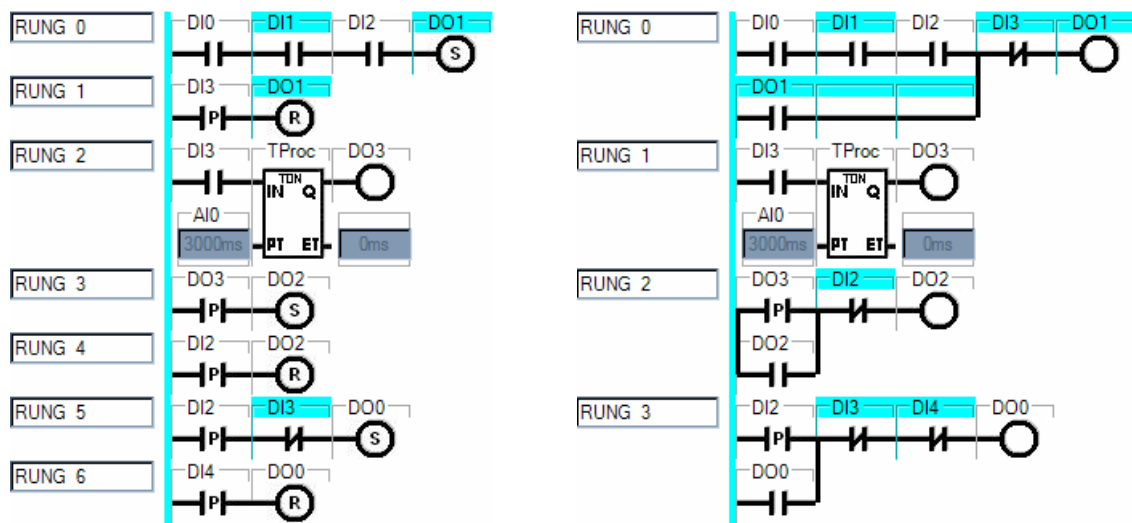 RUNG 0 DI0 DI1 DI2 DO1
S
RUNG 1 DI3 DO1
P R
RUNG 2 DI3 TProc DO3
TON
IN Q
AI0
3000ms PT ET 0ms
RUNG 3 DO3 DO2
P S
RUNG 4 DI2 DO2
P R
RUNG 5 DI2 DI3 DO0
P S
RUNG 6 DI4 DO0
P R
RUNG 0 DI0 DI1 DI2 DI3 DO1
DO1
RUNG 1 DI3 TProc DO3
TON
IN Q
AI0
3000ms PT ET 0ms
RUNG 2 DO3 DI2 DO2
P
DO2
RUNG 3 DI2 DI3 DI4 DO0
P
DO0